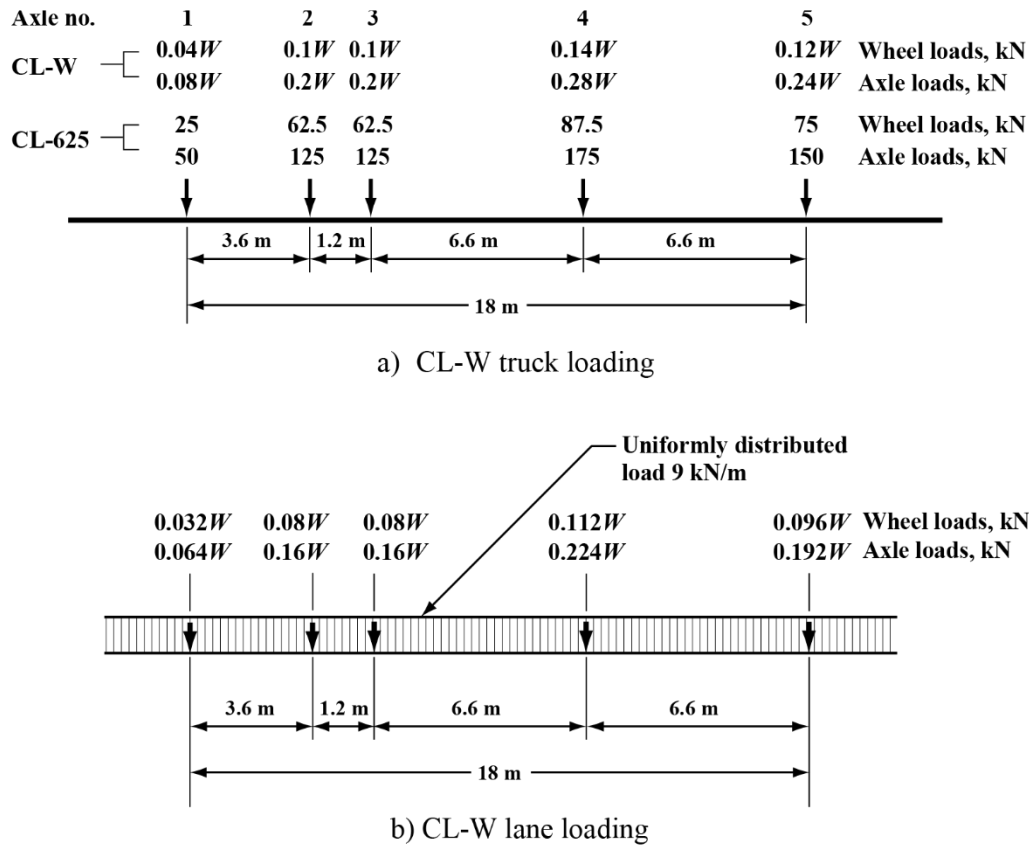 Axle no. 1 2 3 4 5
0.04W 0.1W 0.1W 0.14W 0.12W Wheel loads, kN
CL-W
0.08W 0.2W 0.2W 0.28W 0.24W Axle loads, kN
25 62.5 62.5 87.5 75 Wheel loads, kN
CL-625
50 125 125 175 150 Axle loads, kN
3.6 m 1.2 m 6.6 m 6.6 m
18 m
a) CL-W truck loading
Uniformly distributed
load 9 kN/m
0.032W 0.08W 0.08W 0.112W 0.096W Wheel loads, kN
0.064W 0.16W 0.16W 0.224W 0.192W Axle loads, kN
3.6 m 1.2 m 6.6 m 6.6 m
18 m
b) CL-W lane loading